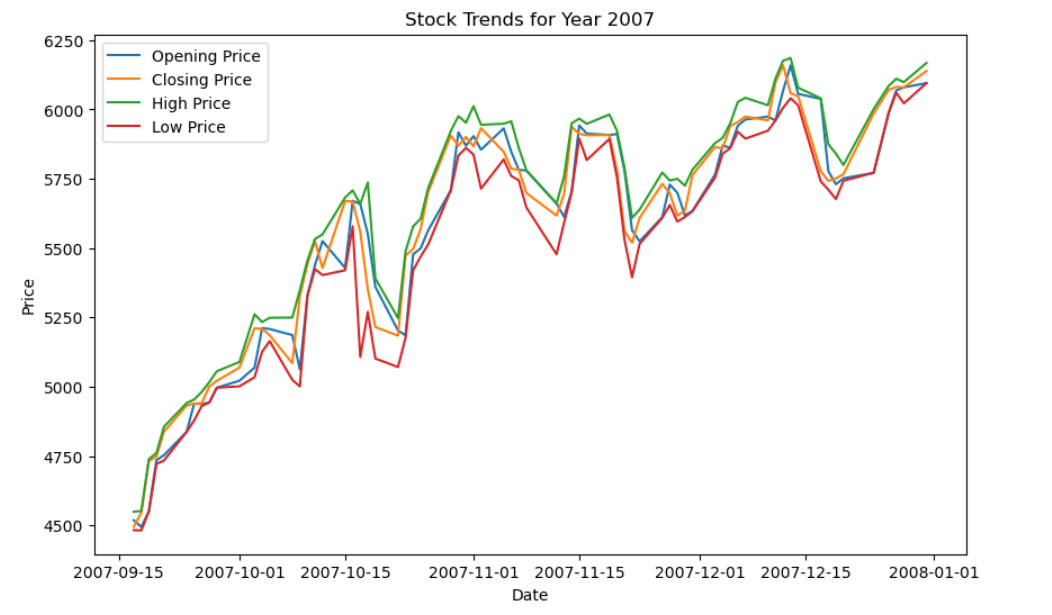 Stock Trends for Year 2007
Opening Price
Closing Price
High Price
Low Price
6250
6000
5750
5500
5250
5000
4750
4500
Price
2007-09-15 2007-10-01 2007-10-15 2007-11-01 2007-11-15 2007-12-01 2007-12-15 2008-01-01
Date